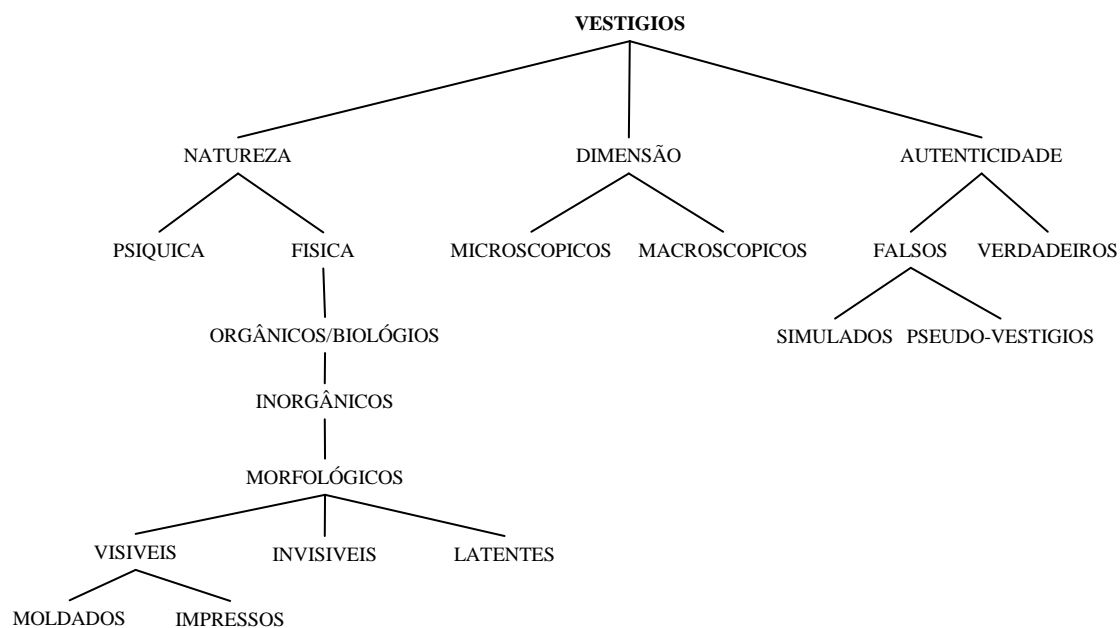 VESTIGIOS
NATUREZA DIMENSÃO AUTENTICIDADE
PSIQUICA FISICA MICROSCOPICOS MACROSCOPICOS FALSOS VERDADEIROS
ORGÂNICOS/BIOLÓGIOS SIMULADOS PSEUDO-VESTIGIOS
INORGÂNICOS
MORFOLÓGICOS
VISIVEIS INVISIVEIS LATENTES
MOLDADOS IMPRESSOS